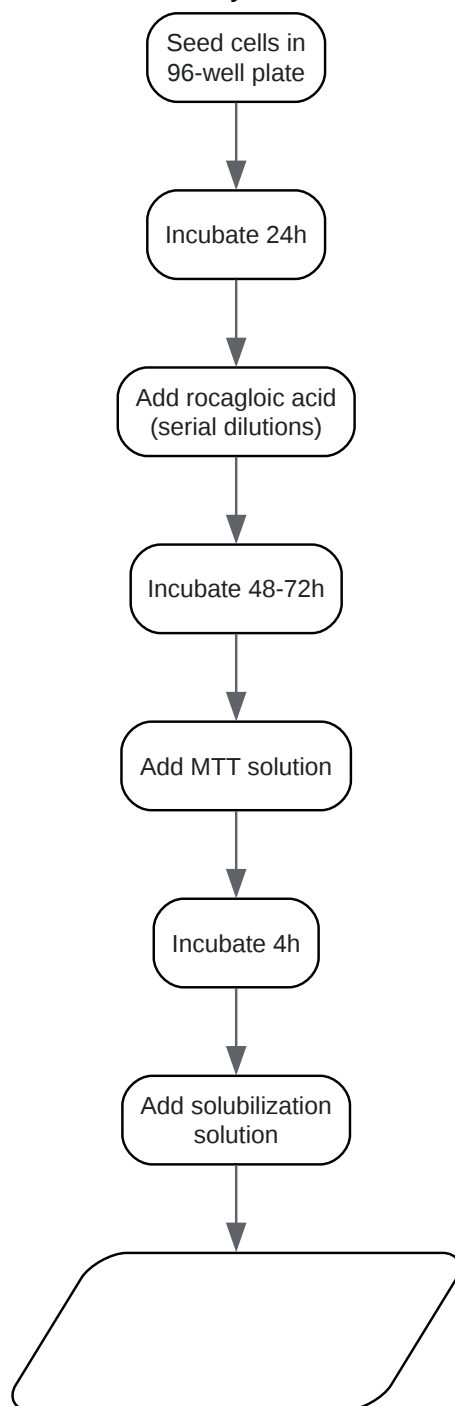 Seed cells in
96-well plate
Incubate 24h
Add rocagloic acid
(serial dilutions)
Incubate 48-72h
Add MTT solution
Incubate 4h
Add solubilization
solution